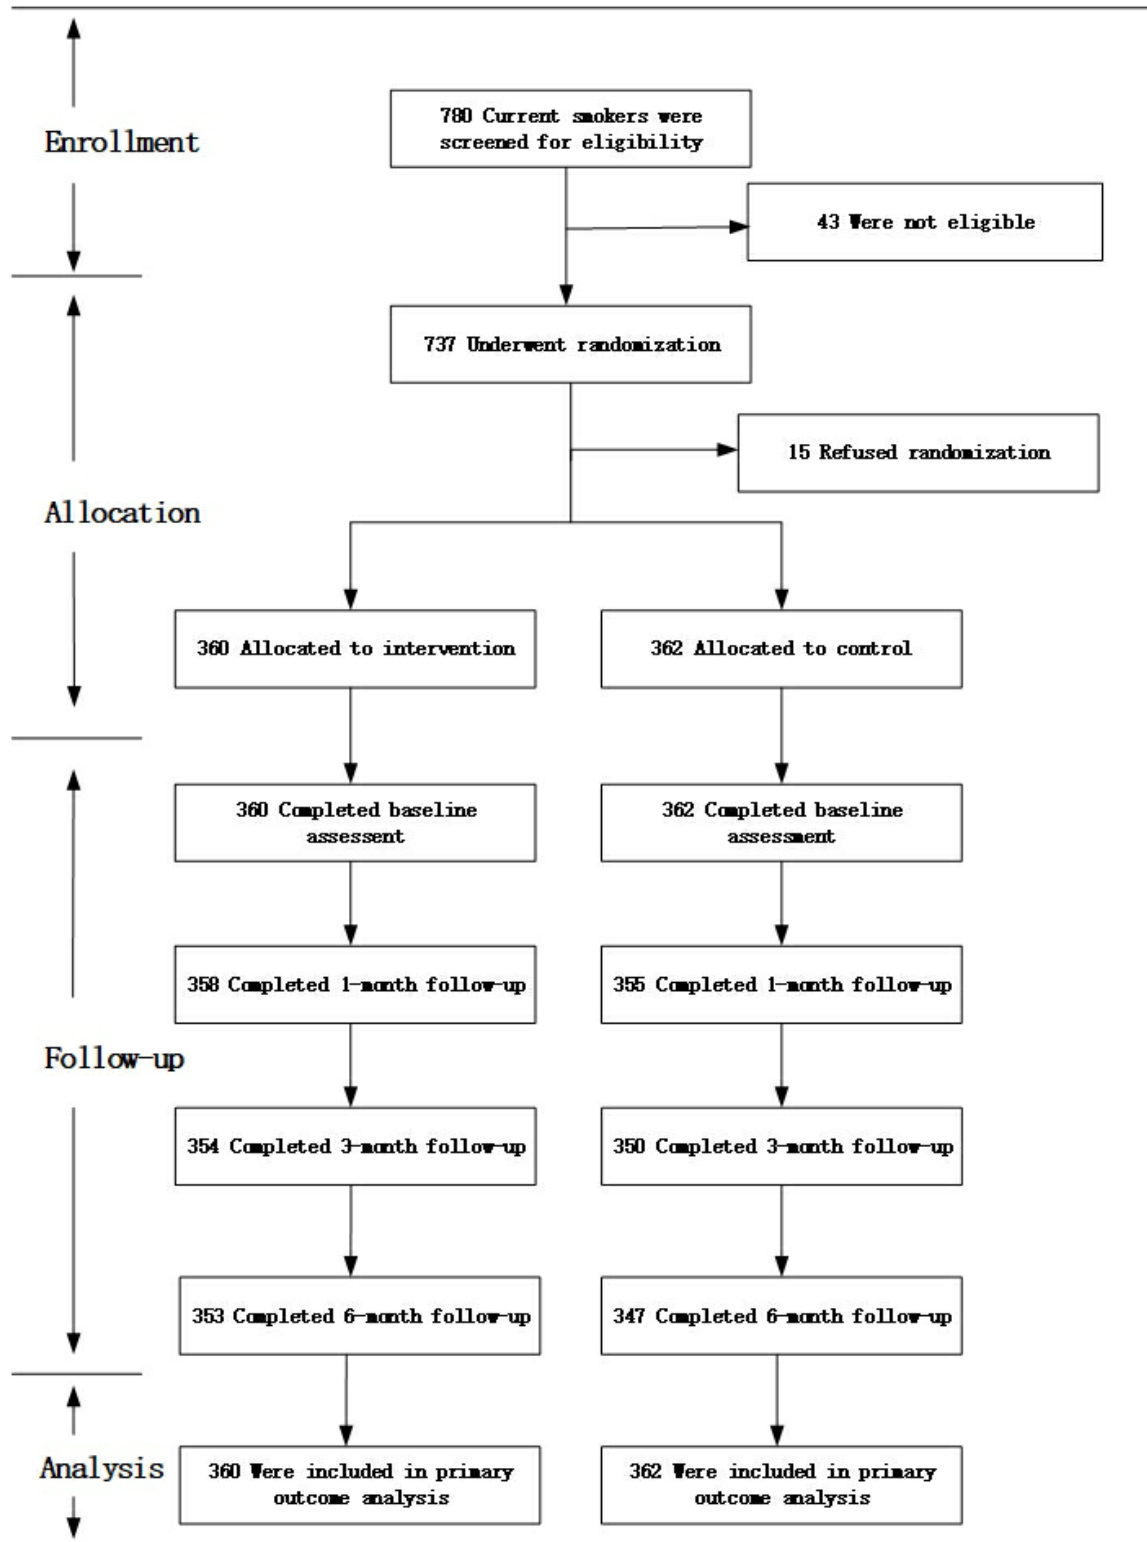 Enrollment
780 Current smokers were
screened for eligibility
43 Were not eligible
737 Underwent randomization
15 Refused randomization
Allocation
360 Allocated to intervention
362 Allocated to control
360 Completed baseline
assessent
362 Completed baseline
assessment
358 Completed 1-month follow-up
355 Completed 1-month follow-up
Follow-up
354 Completed 3-month follow-up
350 Completed 3-month follow-up
353 Completed 6-month follow-up
347 Completed 6-month follow-up
Analysis
360 Were included in primary
outcome analysis
362 Were included in primary
outcome analysis